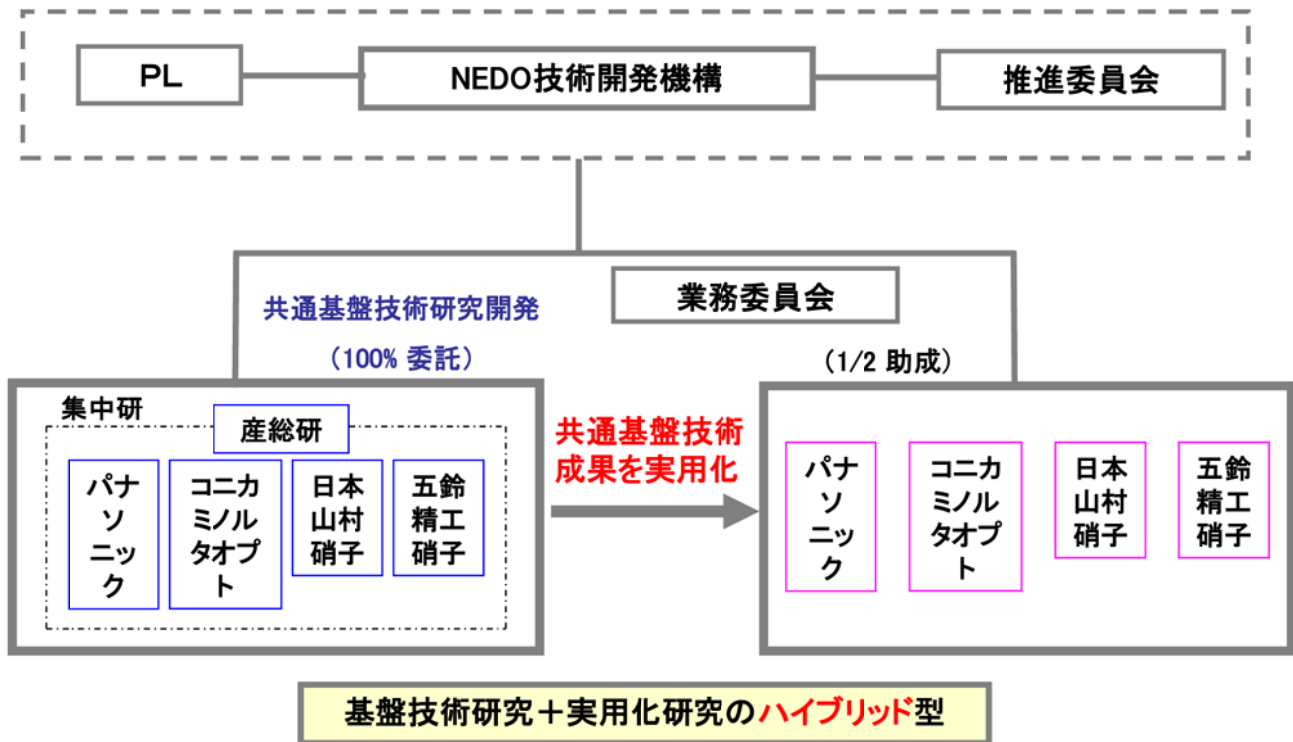 PL
NEDO技術開発機構
推進委員会
業務委員会
共通基盤技術研究開発
（100% 委託）
（1/2 助成）
集中研
産総研
パナ
ソ
ニッ
ク
コニカ
ミノル
タオプ
ト
日本
山村
硝子
五鈴
精工
硝子
共通基盤技術
成果を実用化
パナ
ソ
ニッ
ク
コニカ
ミノル
タオプ
ト
日本
山村
硝子
五鈴
精工
硝子
基盤技術研究＋実用化研究のハイブリッド型